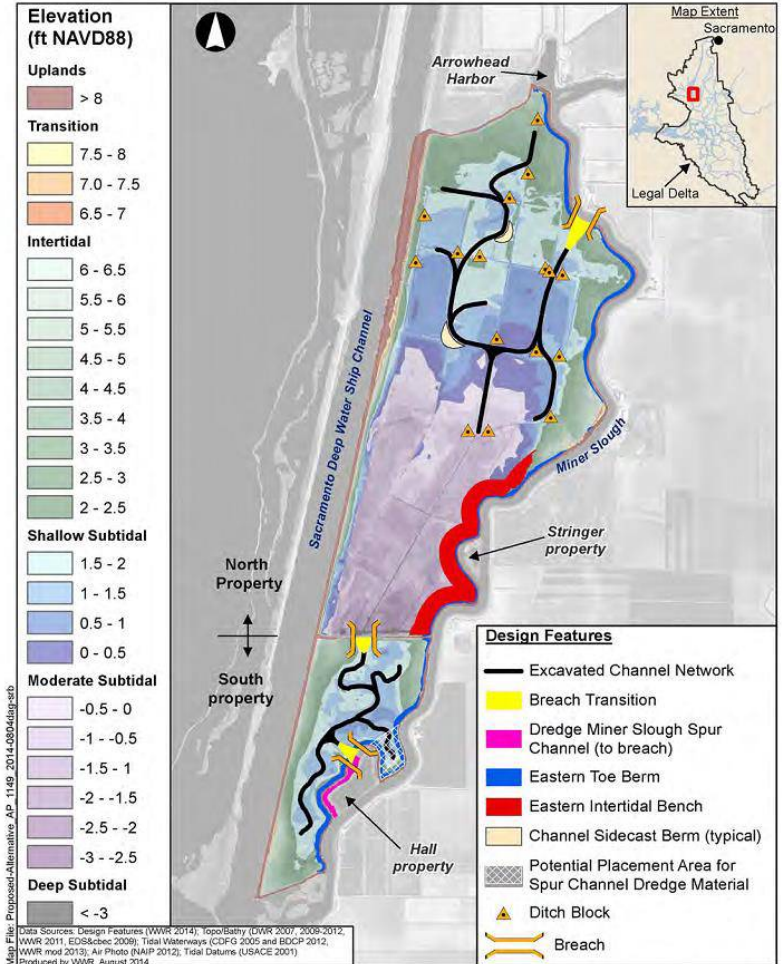 Elevation
(ft NAVD88)
Uplands
> 8
Transition
7.5 - 8
7.0 - 7.5
6.5 - 7
Intertidal
6 - 6.5
5.5 - 6
5 - 5.5
4.5 - 5
4 - 4.5
3.5 - 4
3 - 3.5
2.5 - 3
2 - 2.5
Shallow Subtidal
1.5 - 2
1 - 1.5
0.5 - 1
0 - 0.5
Moderate Subtidal
-0.5 - 0
-1 - -0.5
-1.5 - 1
-2 - -1.5
-2.5 - -2
-3 - -2.5
Deep Subtidal
< -3
Map File: Proposed-Alternative_AP_1149_2014-0804dag-srb
Map Extent
Sacramento
Legal Delta
Arrowhead
Harbor
Sacramento Deep Water Ship Channel
Miner Slough
Stringer
property
North
Property
South
property
Hall
property
Design Features
Excavated Channel Network
Breach Transition
Dredge Miner Slough Spur
Channel (to breach)
Eastern Toe Berm
Eastern Intertidal Bench
Channel Sidecast Berm (typical)
Potential Placement Area for
Spur Channel Dredge Material
Ditch Block
Breach
Data Sources: Design Features (WWR 2014); Topo/Bathy (DWR 2007, 2009-2012,
WWR 2011, EDS&cbec 2009); Tidal Waterways (CDFG 2005 and BDCP 2012,
WWR mod 2013); Air Photo (NAIP 2012); Tidal Datums (USACE 2001)
Produced by WWR, August 2014